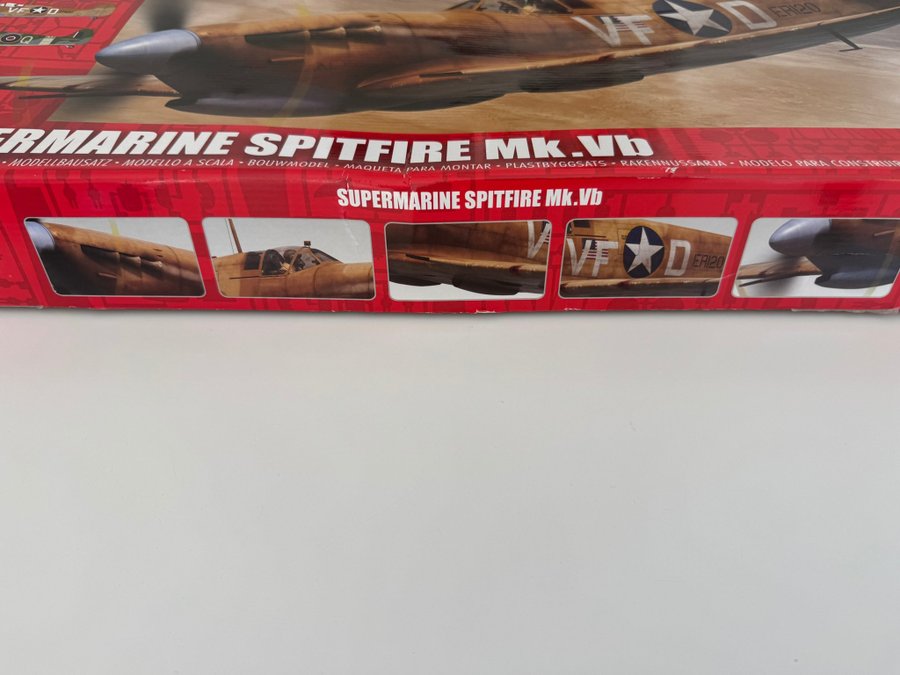 VF★D
Q
VF★D ER120
ERMARINE SPITFIRE Mk.Vb
• MODELLBAUSATZ • MODELLO A SCALA • BOUWMODEL • MAQUETA PARA MONTAR • PLASTBYGGSATS • RAKENNUSSARJA • MODELO PARA CONSTRUIR
SUPERMARINE SPITFIRE Mk.Vb
V
VF★D ER120